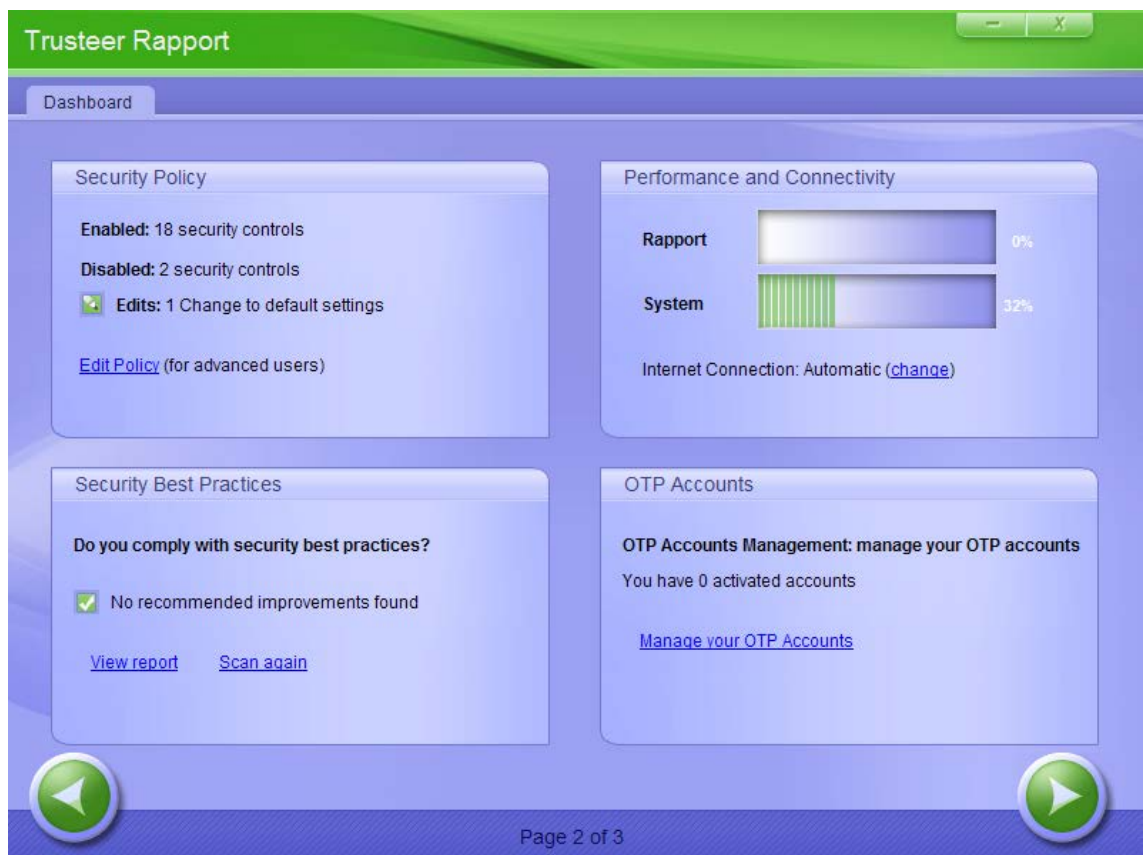 Trusteer Rapport
Dashboard
Security Policy
Enabled: 18 security controls
Disabled: 2 security controls
Edits: 1 Change to default settings
Edit Policy (for advanced users)
Performance and Connectivity
Rapport 0%
System 32%
Internet Connection: Automatic (change)
Security Best Practices
Do you comply with security best practices?
No recommended improvements found
View report Scan again
OTP Accounts
OTP Accounts Management: manage your OTP accounts
You have 0 activated accounts
Manage your OTP Accounts
Page 2 of 3